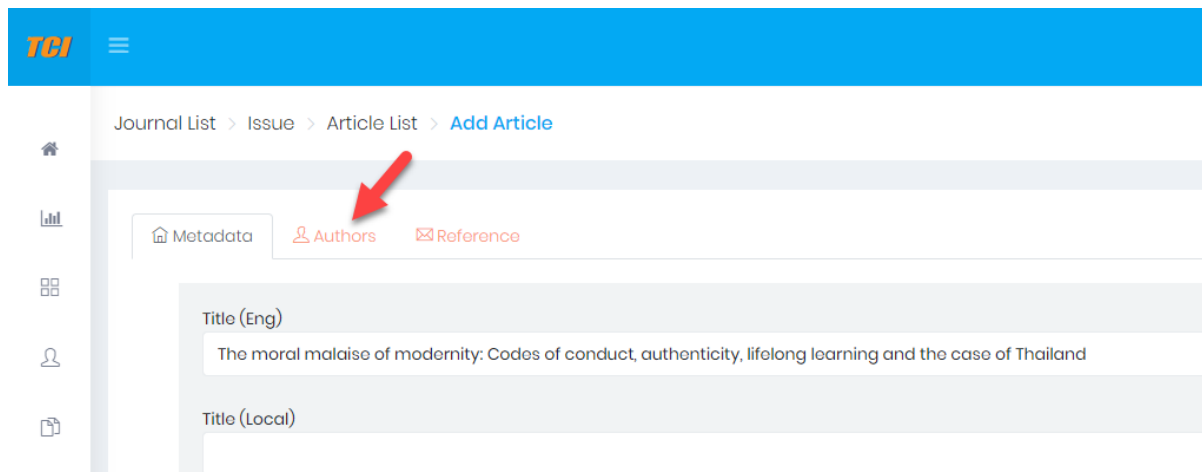 TCI
Journal List > Issue > Article List > Add Article
Metadata Authors Reference
Title (Eng)
The moral malaise of modernity: Codes of conduct, authenticity, lifelong learning and the case of Thailand
Title (Local)